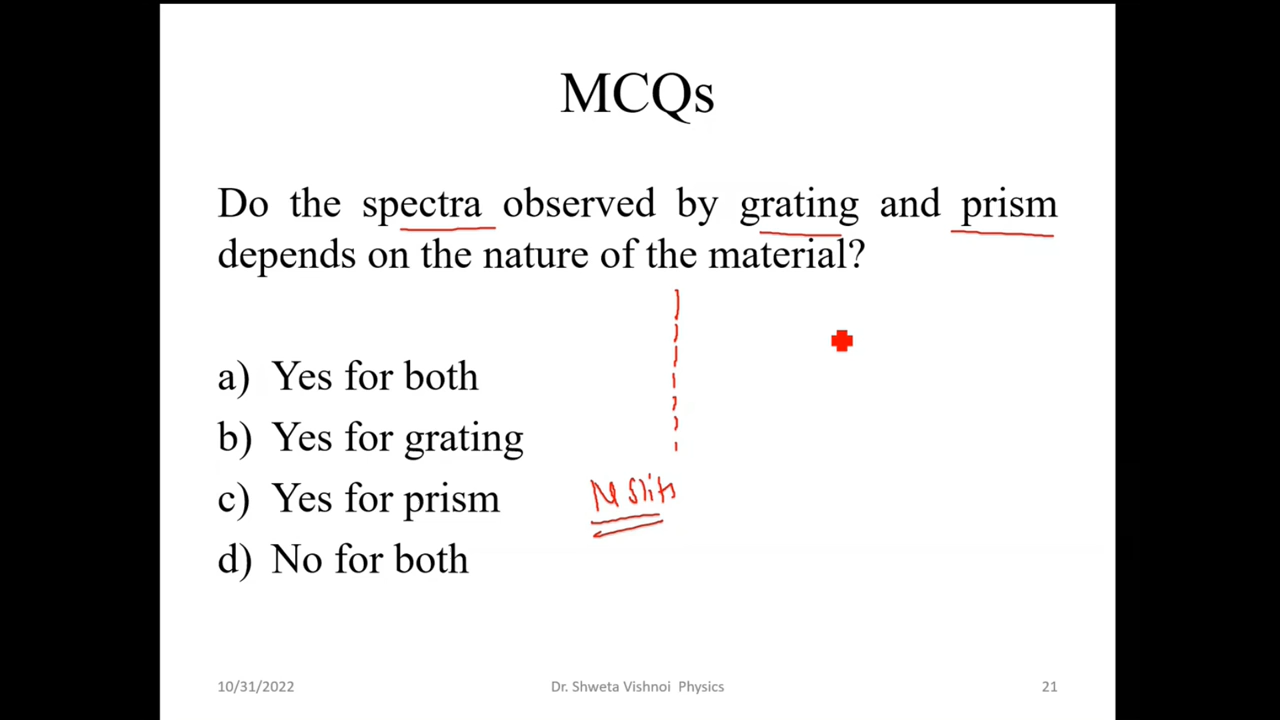 MCQs
Do the spectra observed by grating and prism
depends on the nature of the material?
a) Yes for both
b) Yes for grating
c) Yes for prism
d) No for both
N slits
10/31/2022
Dr. Shweta Vishnoi Physics
21